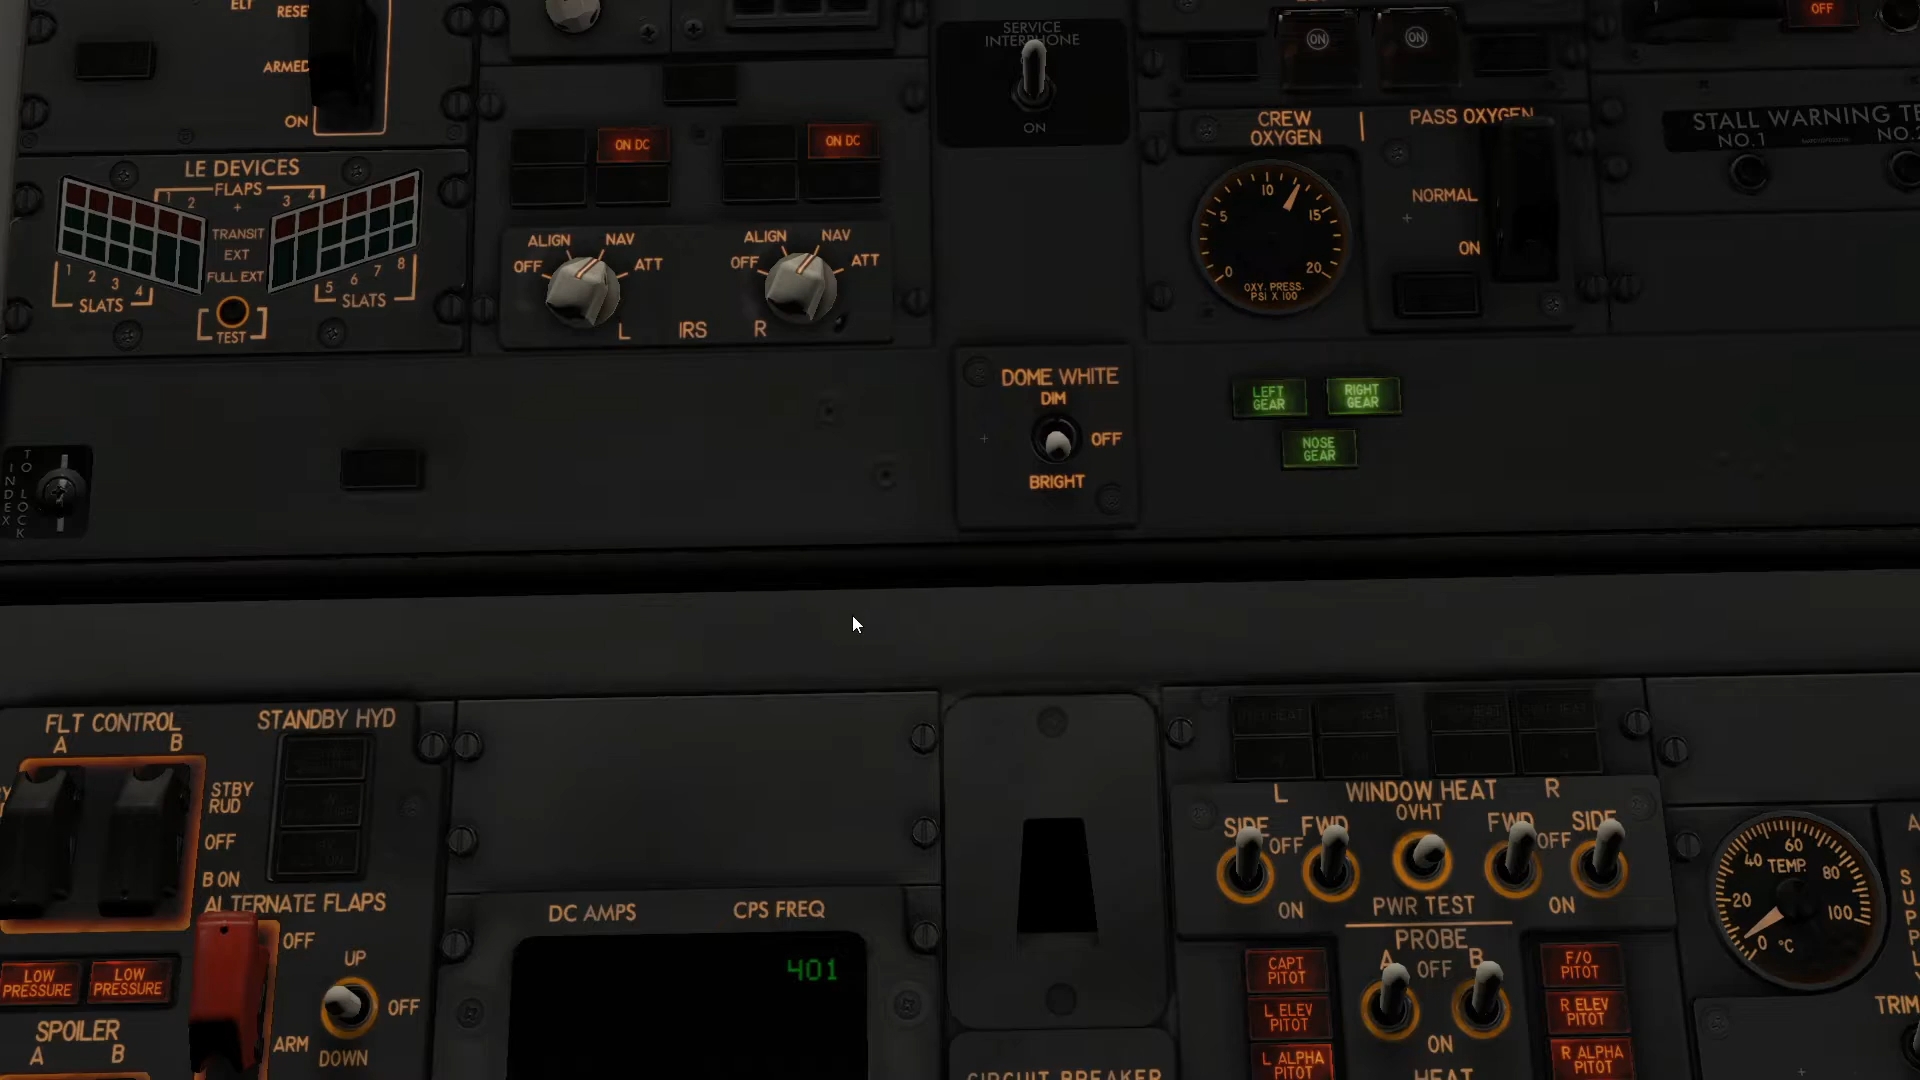 ELT
RESE
ARMED
ON
LE DEVICES
FLAPS
1 2 3 4
TRANSIT
EXT
FULL EXT
1 2 3 4
5 6 7 8
SLATS
SLATS
TEST
ON DC
ON DC
ALIGN NAV
OFF ATT
ALIGN NAV
OFF ATT
L IRS R
SERVICE
INTERPHONE
ON
ON
ON
OFF
CREW
OXYGEN
PASS OXYGEN
NORMAL
ON
0 5 10 15 20
OXY. PRESS.
PSI X 100
STALL WARNING TE
NO.1
NO.2
DOME WHITE
DIM
OFF
BRIGHT
LEFT
GEAR
RIGHT
GEAR
NOSE
GEAR
INDEX
TO LOCK
FLT CONTROL
A B
STBY
RUD
OFF
B ON
STANDBY HYD
ALTERNATE FLAPS
OFF
UP
OFF
ARM
DOWN
LOW
PRESSURE
LOW
PRESSURE
SPOILER
A B
DC AMPS
CPS FREQ
401
CIRCUIT BREAKER
L WINDOW HEAT R
OVHT
SIDE OFF FWD
FWD OFF SIDE
ON
PWR TEST
ON
PROBE
A OFF B
ON
HEAT
CAPT
PITOT
L ELEV
PITOT
L ALPHA
PITOT
F/O
PITOT
R ELEV
PITOT
R ALPHA
PITOT
0 20 40 60 80 100
TEMP.
°C
TRIM